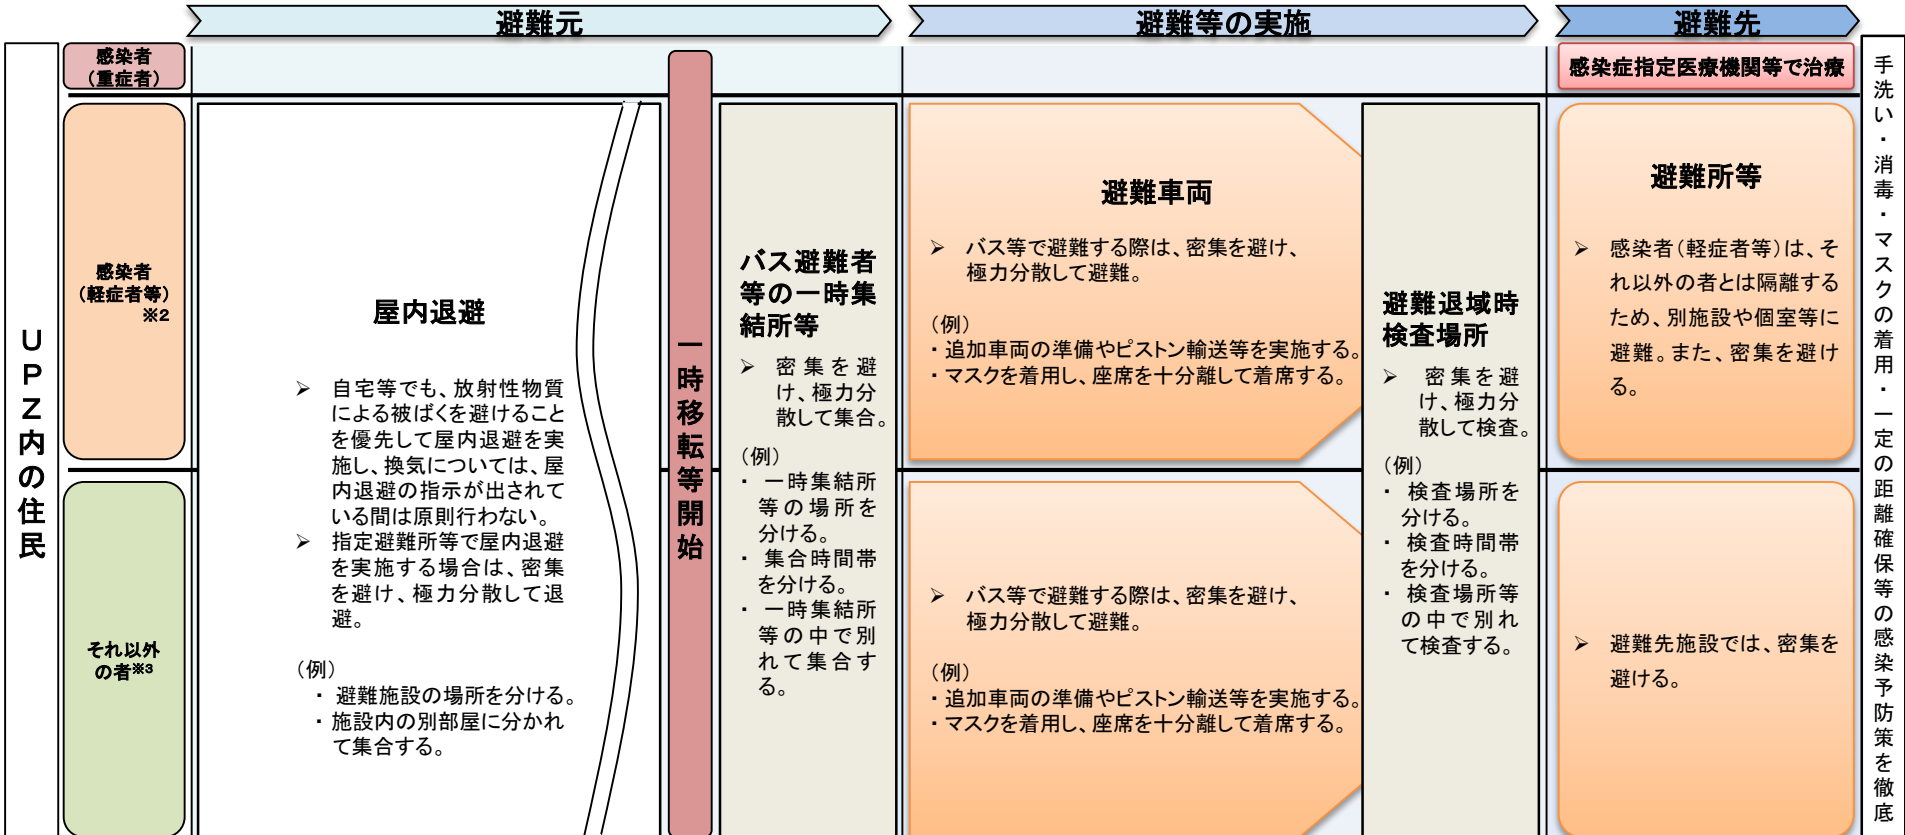 避難元
避難等の実施
避難先
UPZ内の住民
感染者
（重症者）
感染症指定医療機関等で治療
感染者
（軽症者等）
※2
それ以外
の者※3
屋内退避
➢ 自宅等でも、放射性物質
による被ばくを避けること
を優先して屋内退避を実
施し、換気については、屋
内退避の指示が出されて
いる間は原則行わない。
➢ 指定避難所等で屋内退避
を実施する場合は、密集
を避け、極力分散して退
避。
（例）
・ 避難施設の場所を分ける。
・ 施設内の別部屋に分かれ
て集合する。
一時移転等開始
バス避難者
等の一時集
結所等
➢ 密集を避
け、極力分
散して集合。
（例）
・ 一時集結所
等の場所を
分ける。
・ 集合時間帯
を分ける。
・ 一時集結所
等の中で別
れて集合す
る。
避難車両
➢ バス等で避難する際は、密集を避け、
極力分散して避難。
（例）
・追加車両の準備やピストン輸送等を実施する。
・マスクを着用し、座席を十分離して着席する。
➢ バス等で避難する際は、密集を避け、
極力分散して避難。
（例）
・追加車両の準備やピストン輸送等を実施する。
・マスクを着用し、座席を十分離して着席する。
避難退域時
検査場所
➢ 密集を避
け、極力分
散して検査。
（例）
・ 検査場所を
分ける。
・ 検査時間帯
を分ける。
・ 検査場所等
の中で別れ
て検査する。
避難所等
➢ 感染者（軽症者等）は、そ
れ以外の者とは隔離する
ため、別施設や個室等に
避難。また、密集を避け
る。
➢ 避難先施設では、密集を
避ける。
手洗い・消毒・マスクの着用・一定の距離確保等の感染予防策を徹底